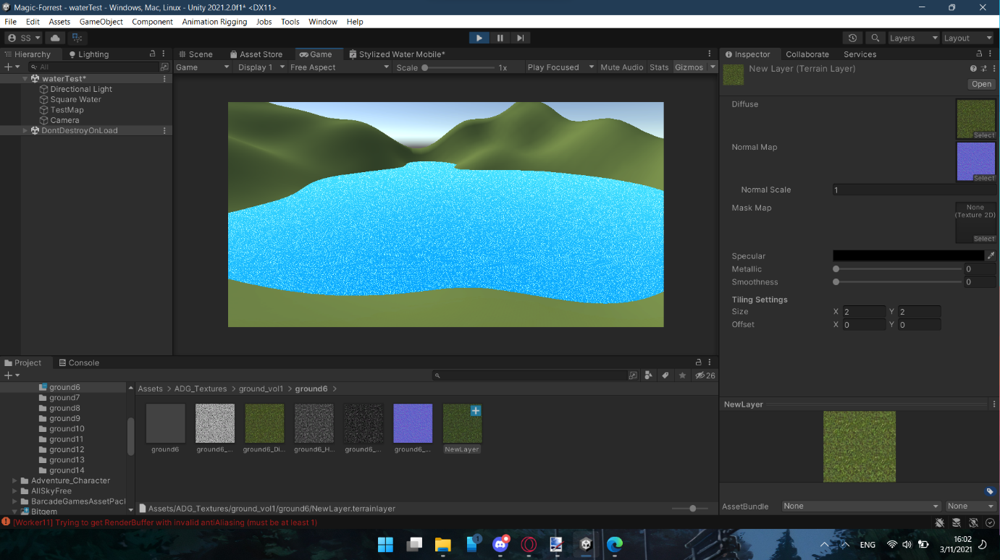 Magic-Forrest - waterTest - Windows, Mac, Linux - Unity 2021.2.0f1* <DX11>
File Edit Assets GameObject Component Animation Rigging Jobs Tools Window Help
SS Layers Layout
Hierarchy Lighting Scene Asset Store Game Stylized Water Mobile* Inspector Collaborate Services
All Game Display 1 Free Aspect Scale 1x Play Focused Mute Audio Stats Gizmos New Layer (Terrain Layer)
waterTest*
Open
Directional Light
Square Water
TestMap
Camera
DontDestroyOnLoad
Diffuse
Select
Normal Map
Select
Normal Scale 1
Mask Map None
(Texture 2D)
Select
Specular
Metallic 0
Smoothness 0
Tiling Settings
Size X 2 Y 2
Offset X 0 Y 0
Project Console
26
ground6
ground7
ground8
ground9
ground10
ground11
ground12
ground13
ground14
Adventure_Character
AllSkyFree
BarcadeGamesAssetPack
Bitgem
Assets > ADG_Textures > ground_vol1 > ground6 >
ground6 ground6_... ground6_Di... ground6_H... ground6_... ground6_... NewLayer
Assets/ADG_Textures/ground_vol1/ground6/NewLayer.terrainlayer
NewLayer
AssetBundle None None
[Worker11] Trying to get RenderBuffer with invalid antiAliasing (must be at least 1)
1
ENG
16:02
3/11/2021